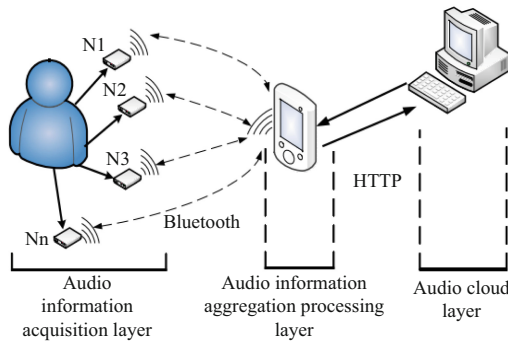 N1
N2
N3
Nn
Bluetooth
HTTP
Audio
information
acquisition layer
Audio information
aggregation processing
layer
Audio cloud
layer